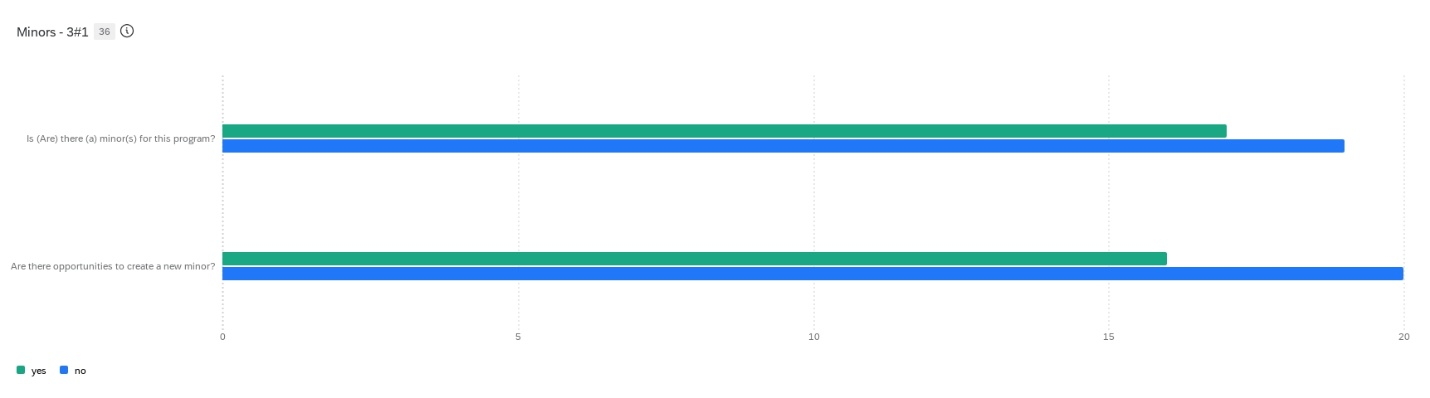 Minors - 3#1 36
Is (Are) there (a) minor(s) for this program?
Are there opportunities to create a new minor?
0 5 10 15 20
yes no